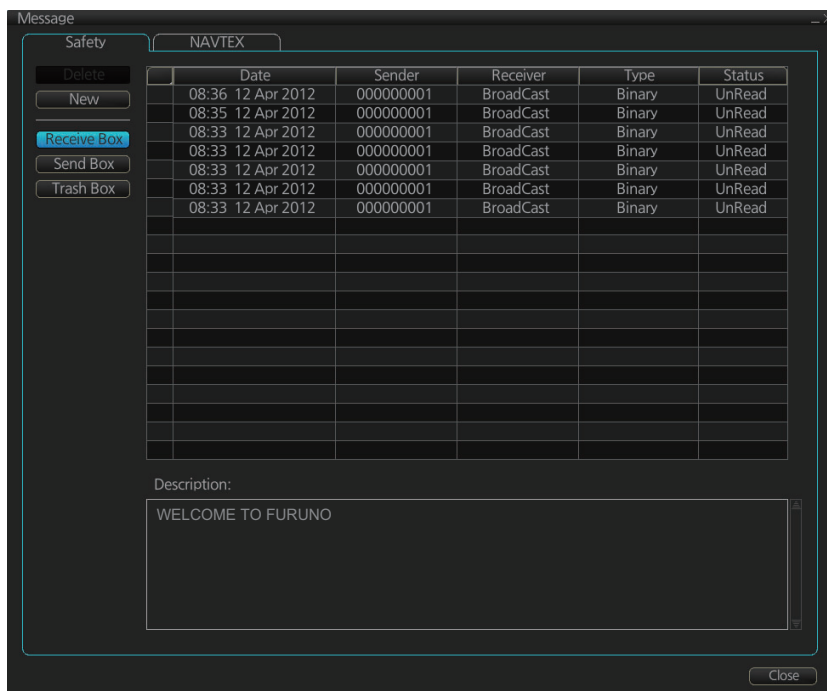 Message
Safety NAVTEX
Delete
New
Receive Box
Send Box
Trash Box
Date Sender Receiver Type Status
08:36 12 Apr 2012 000000001 BroadCast Binary UnRead
08:35 12 Apr 2012 000000001 BroadCast Binary UnRead
08:33 12 Apr 2012 000000001 BroadCast Binary UnRead
08:33 12 Apr 2012 000000001 BroadCast Binary UnRead
08:33 12 Apr 2012 000000001 BroadCast Binary UnRead
08:33 12 Apr 2012 000000001 BroadCast Binary UnRead
08:33 12 Apr 2012 000000001 BroadCast Binary UnRead
Description:
WELCOME TO FURUNO
Close